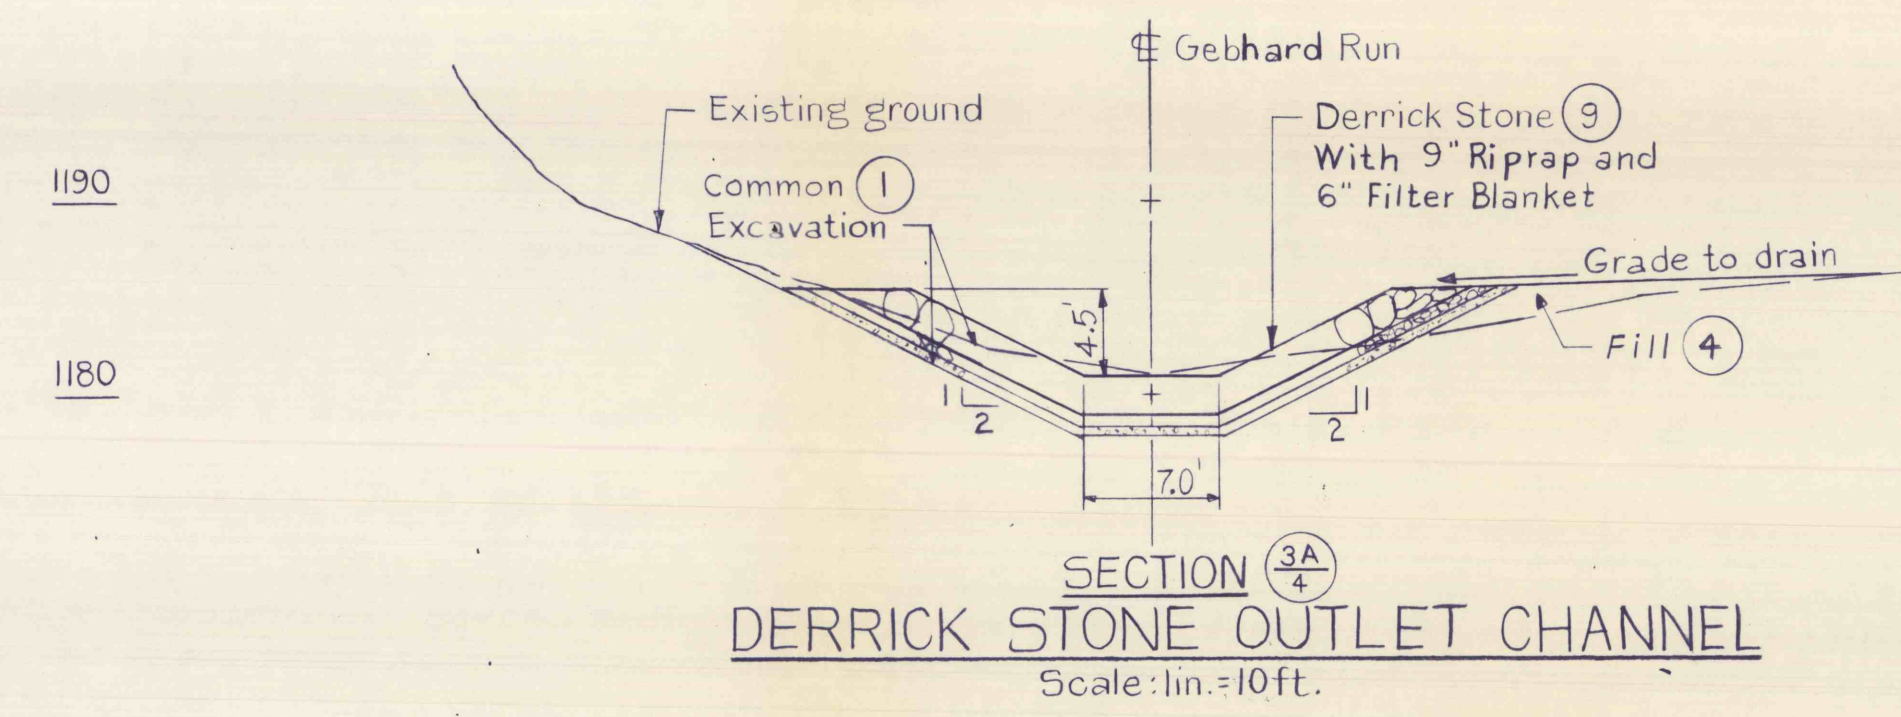 ℄ Gebhard Run
Existing ground
Derrick Stone 9
With 9" Riprap and
6" Filter Blanket
1190
Common 1
Excavation
Grade to drain
4.5'
Fill 4
1180
1
2
1
2
7.0'
SECTION 3A
4
DERRICK STONE OUTLET CHANNEL
Scale: 1in.=10ft.